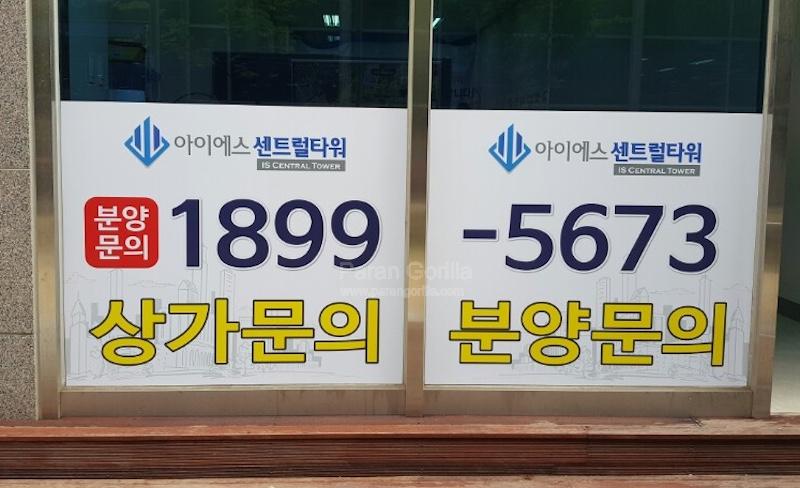 아이에스 센트럴타워
IS CENTRAL TOWER
분양
문의
1899
상가문의
아이에스 센트럴타워
IS CENTRAL TOWER
-5673
분양문의
Paran Gorilla
www.parangorilla.com